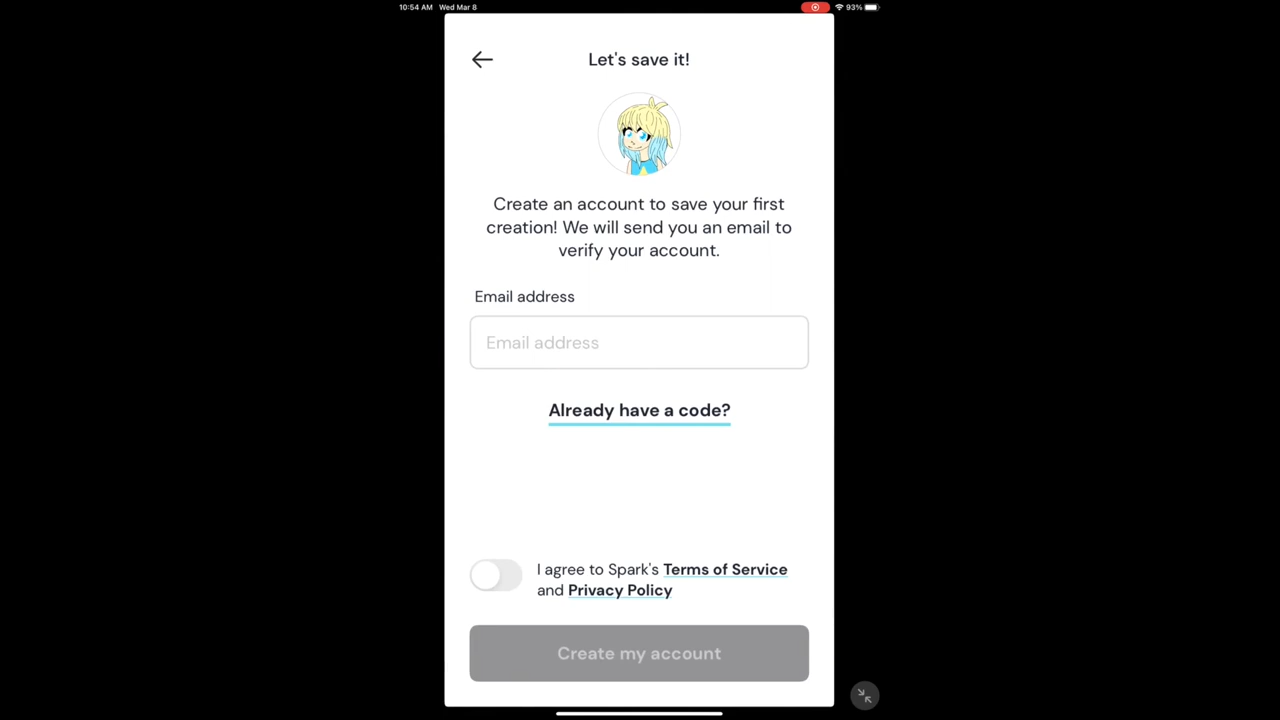 10:54 AM Wed Mar 8
93%
Let's save it!
Create an account to save your first
creation! We will send you an email to
verify your account.
Email address
Email address
Already have a code?
I agree to Spark's Terms of Service
and Privacy Policy
Create my account